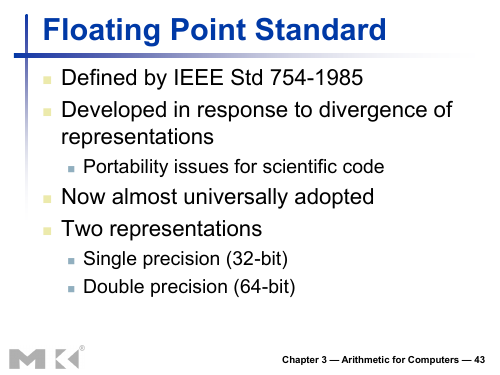 Floating Point Standard
Defined by IEEE Std 754-1985
Developed in response to divergence of
representations
Portability issues for scientific code
Now almost universally adopted
Two representations
Single precision (32-bit)
Double precision (64-bit)
MK®
Chapter 3 — Arithmetic for Computers — 43